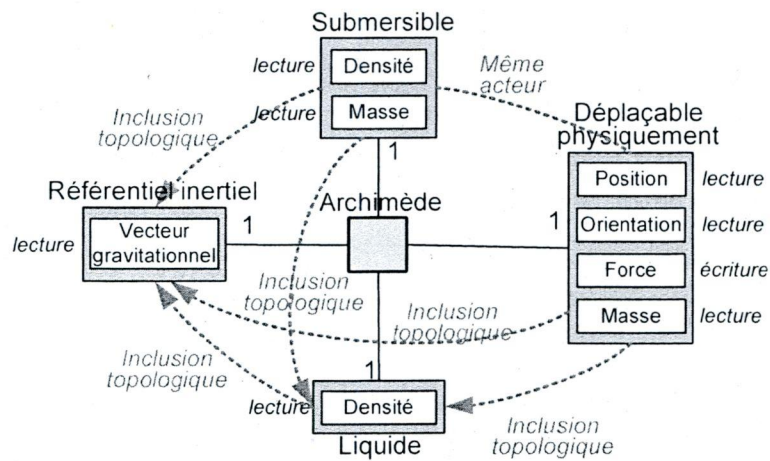 Submersible
lecture
Densité
lecture
Masse
Même
acteur
Inclusion
topologique
Déplaçable
physiquement
1
Position
lecture
Orientation
lecture
Force
écriture
Masse
lecture
Référentiel inertiel
lecture
Vecteur
gravitationnel
1
Archimède
1
Inclusion
topologique
Inclusion
topologique
Inclusion
topologique
1
lecture
Densité
Liquide
Inclusion
topologique